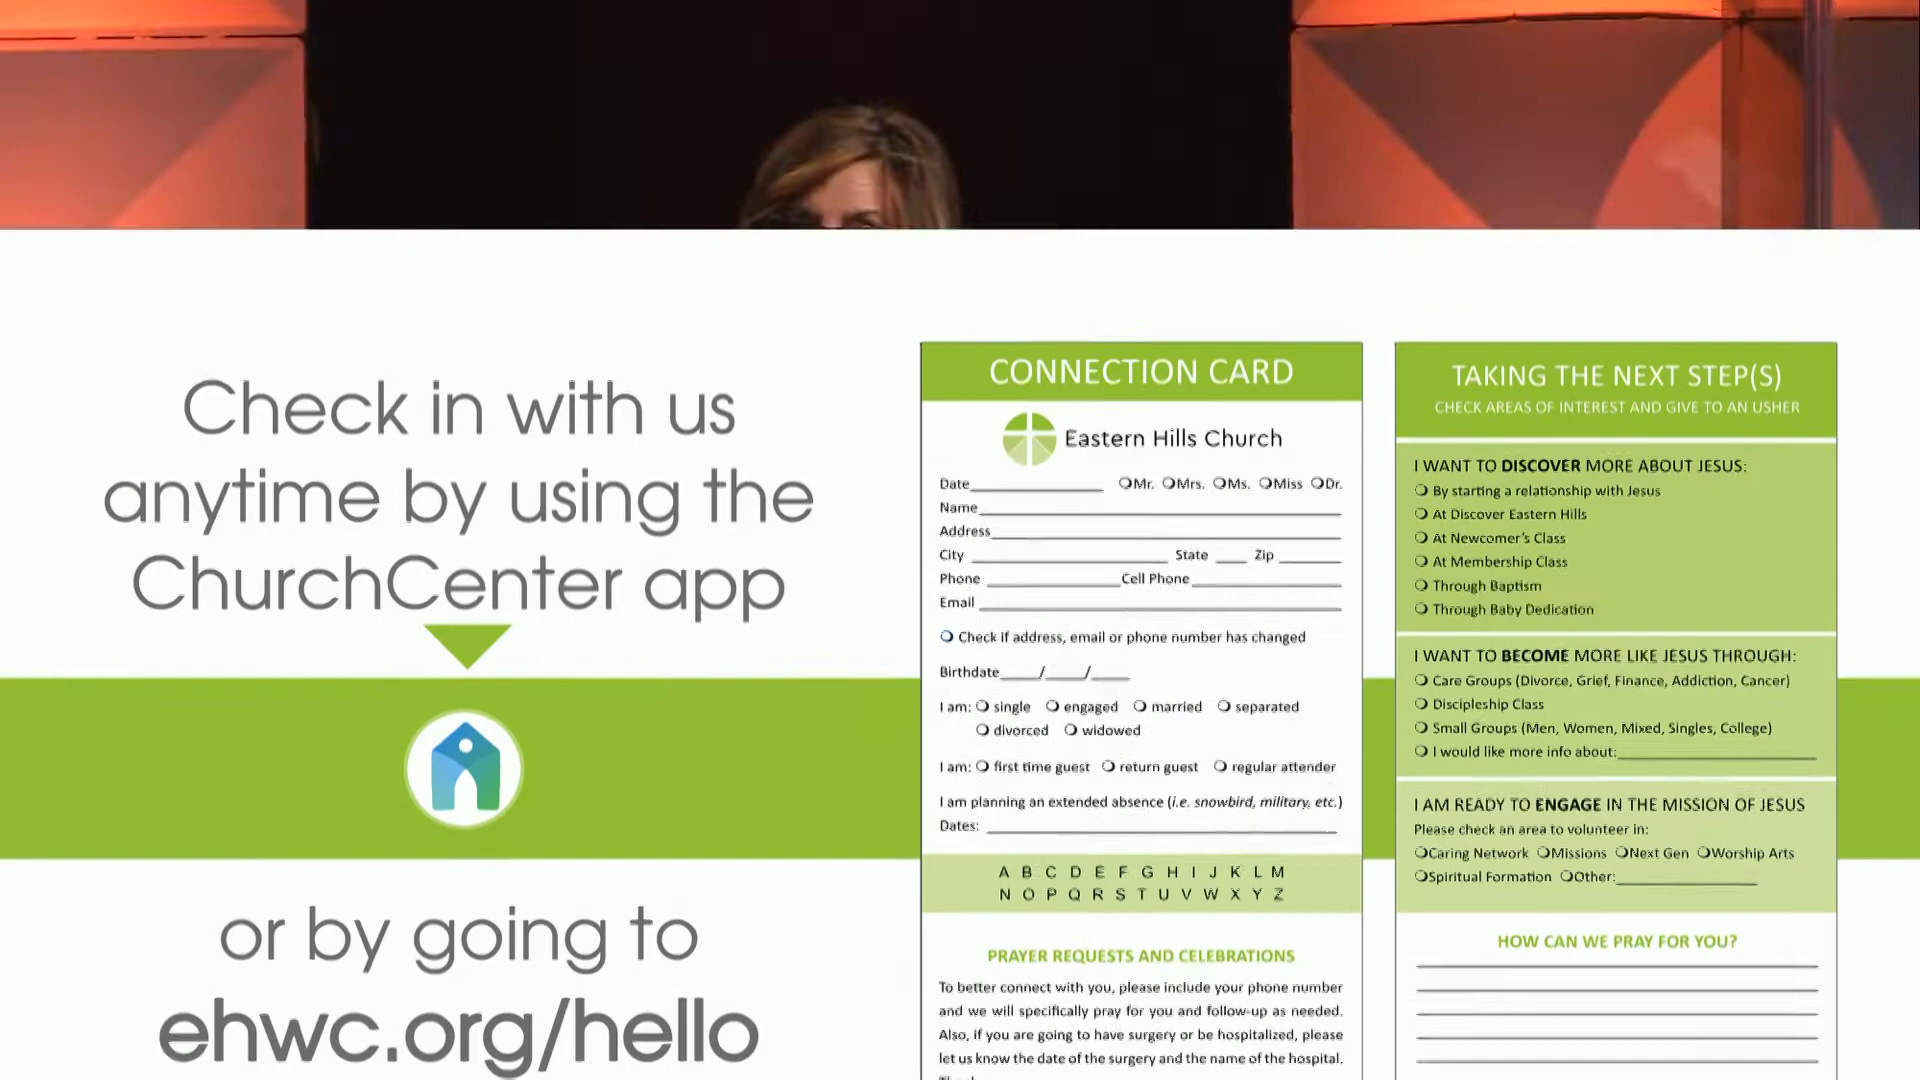 Check in with us
anytime by using the
ChurchCenter app
or by going to
ehwc.org/hello
CONNECTION CARD
Eastern Hills Church
Date Mr. Mrs. Ms. Miss Dr.
Name
Address
City State Zip
Phone Cell Phone
Email
Check if address, email or phone number has changed
Birthdate / /
I am: single engaged married separated
divorced widowed
I am: first time guest return guest regular attender
I am planning an extended absence (i.e. snowbird, military, etc.)
Dates:
A B C D E F G H I J K L M
N O P Q R S T U V W X Y Z
PRAYER REQUESTS AND CELEBRATIONS
To better connect with you, please include your phone number
and we will specifically pray for you and follow-up as needed.
Also, if you are going to have surgery or be hospitalized, please
let us know the date of the surgery and the name of the hospital.
TAKING THE NEXT STEP(S)
CHECK AREAS OF INTEREST AND GIVE TO AN USHER
I WANT TO DISCOVER MORE ABOUT JESUS:
By starting a relationship with Jesus
At Discover Eastern Hills
At Newcomer's Class
At Membership Class
Through Baptism
Through Baby Dedication
I WANT TO BECOME MORE LIKE JESUS THROUGH:
Care Groups (Divorce, Grief, Finance, Addiction, Cancer)
Discipleship Class
Small Groups (Men, Women, Mixed, Singles, College)
I would like more info about:
I AM READY TO ENGAGE IN THE MISSION OF JESUS
Please check an area to volunteer in:
Caring Network Missions Next Gen Worship Arts
Spiritual Formation Other:
HOW CAN WE PRAY FOR YOU?